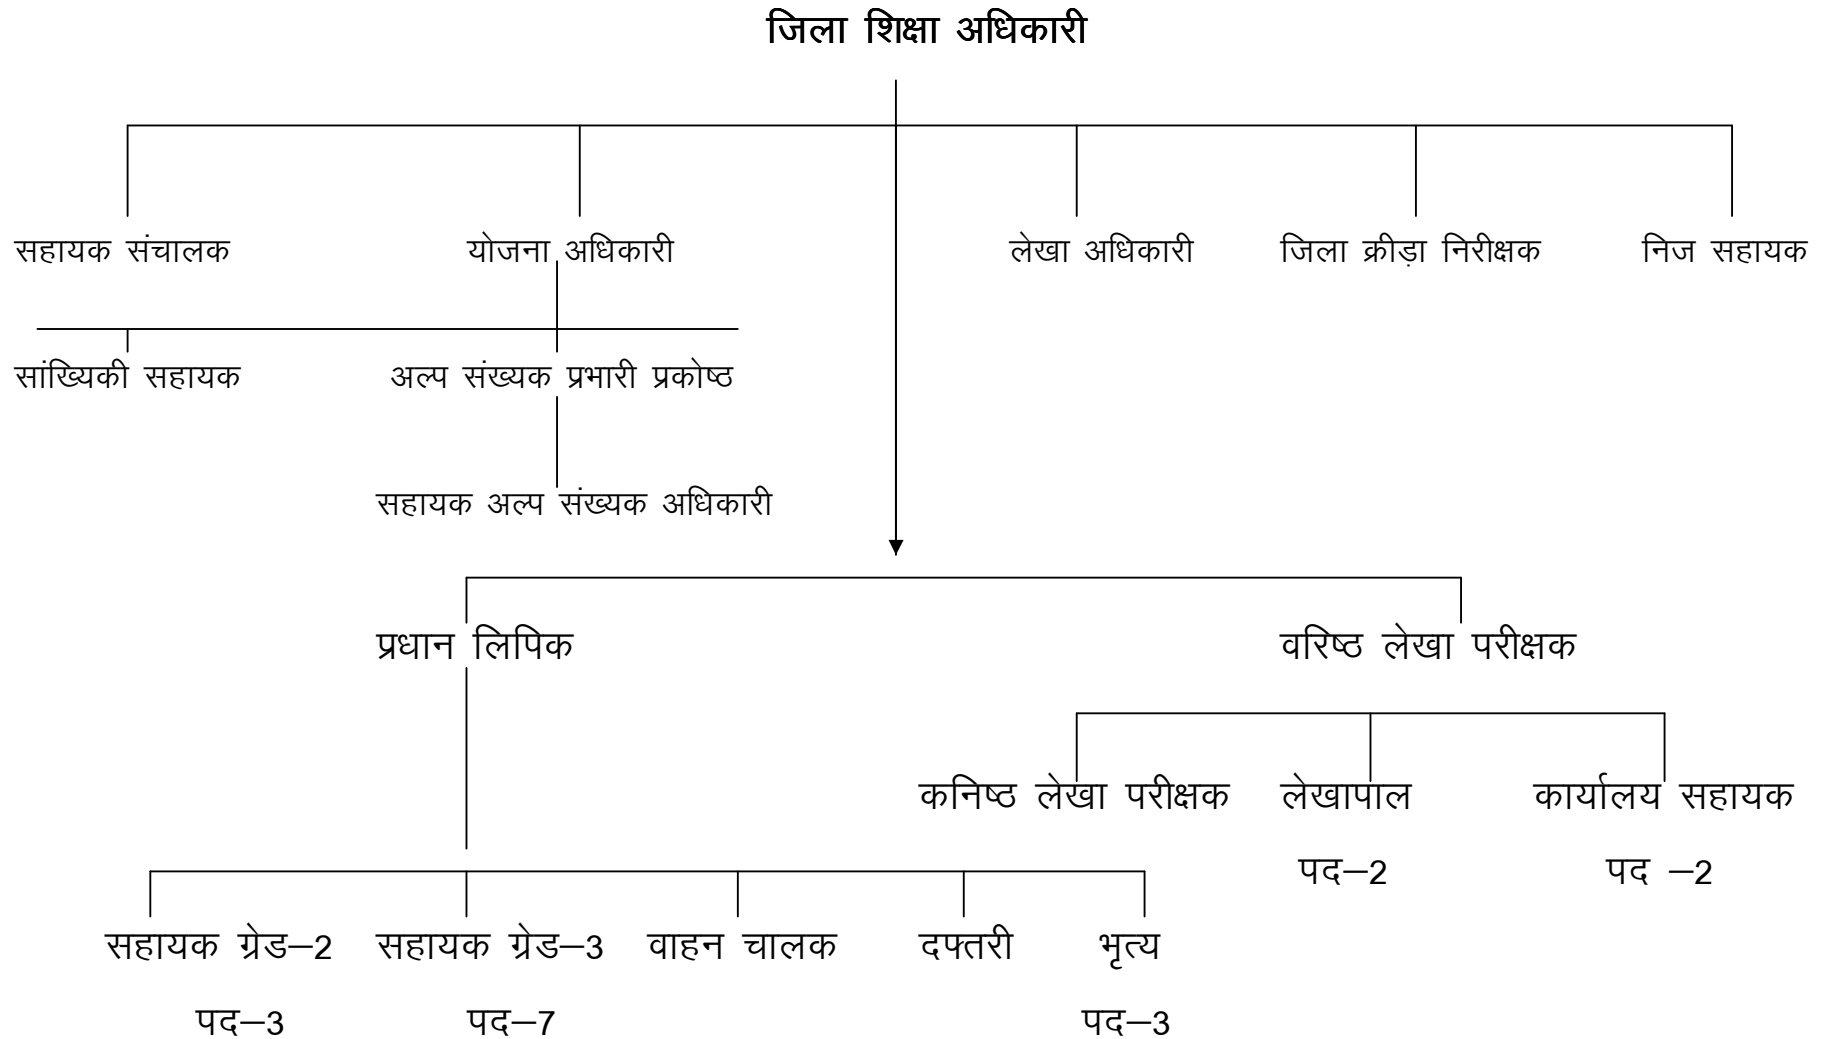 जिला शिक्षा अधिकारी
सहायक संचालक योजना अधिकारी लेखा अधिकारी जिला क्रीड़ा निरीक्षक निज सहायक
सांख्यिकी सहायक अल्प संख्यक प्रभारी प्रकोष्ठ
सहायक अल्प संख्यक अधिकारी
प्रधान लिपिक वरिष्ठ लेखा परीक्षक
कनिष्ठ लेखा परीक्षक लेखापाल कार्यालय सहायक
पद–2 पद –2
सहायक ग्रेड–2 सहायक ग्रेड–3 वाहन चालक दफ्तरी भृत्य
पद–3 पद–7 पद–3